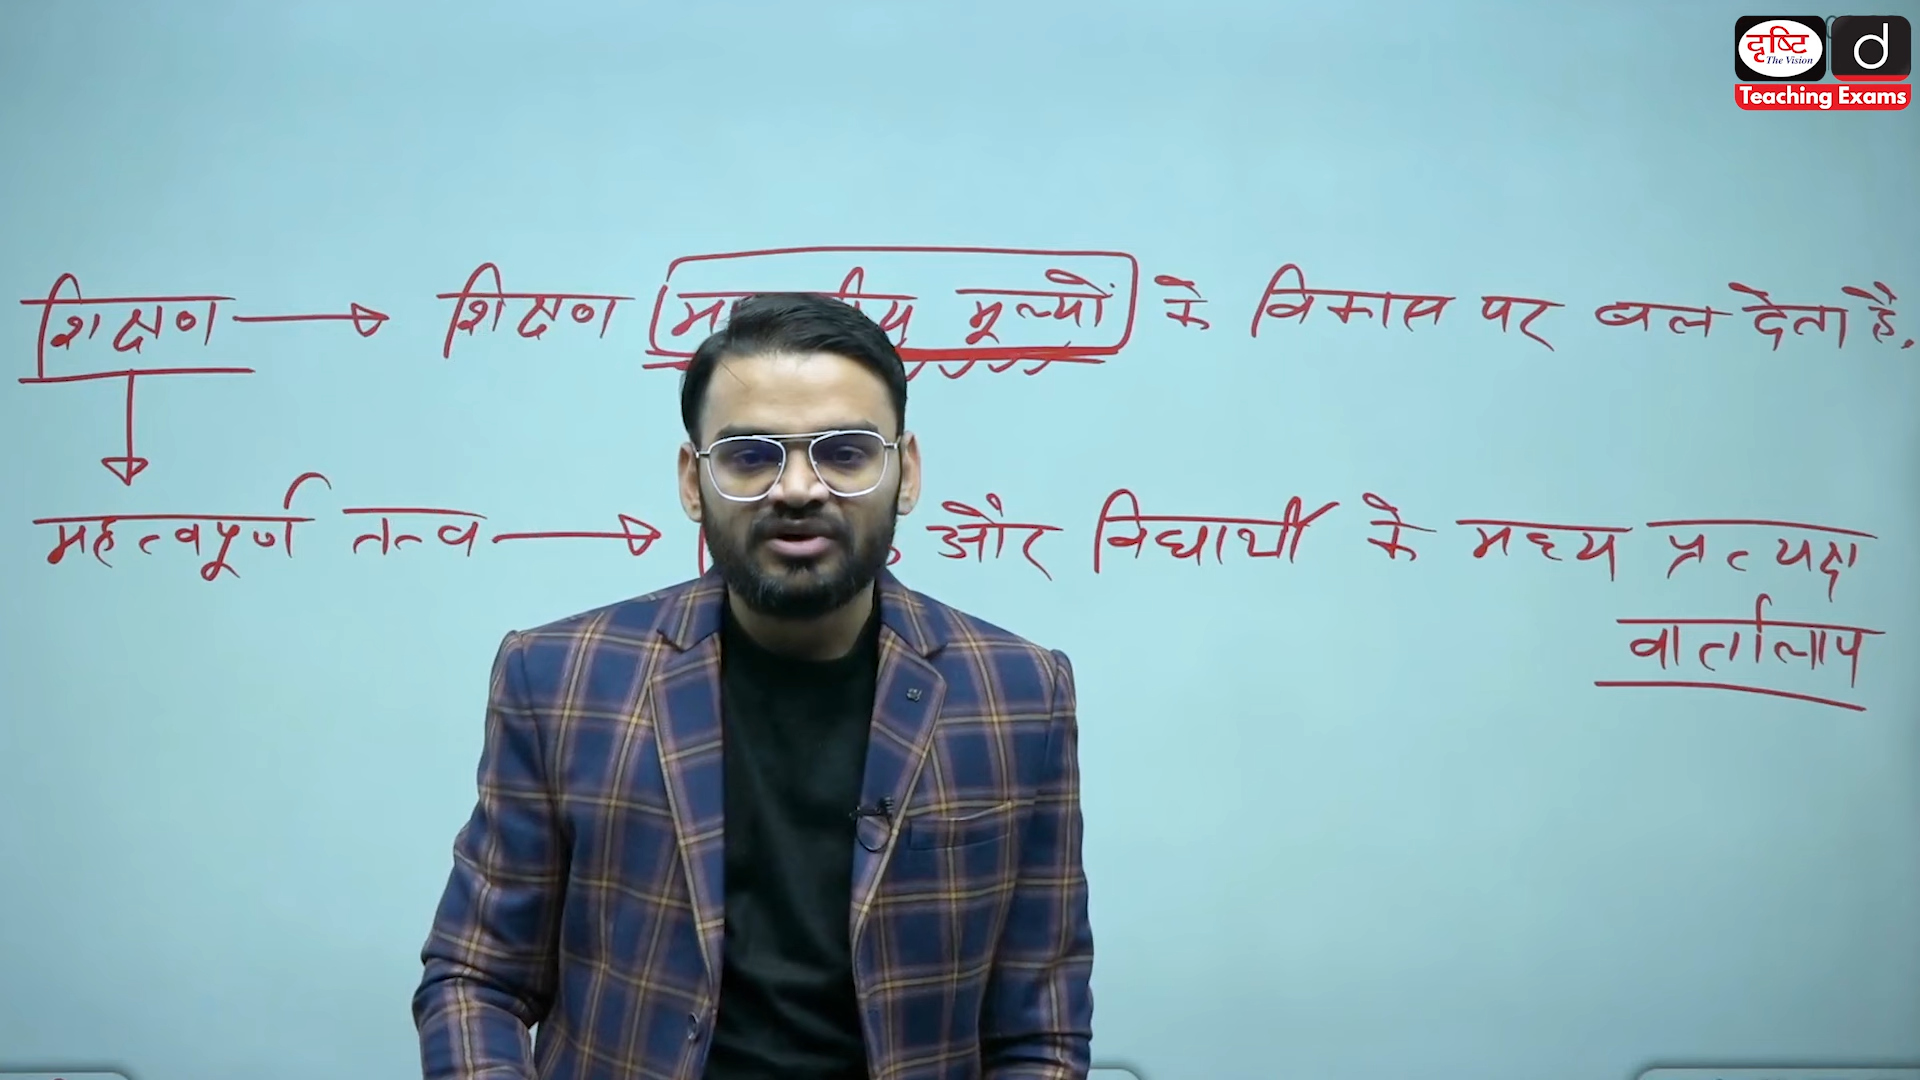 दृष्टि
The Vision
d
Teaching Exams
शिक्षण → शिक्षण मूल्यों के विकास पर बल देता है.
महत्वपूर्ण तत्व → और विद्यार्थी के मध्य प्रत्यक्ष
वार्तालाप